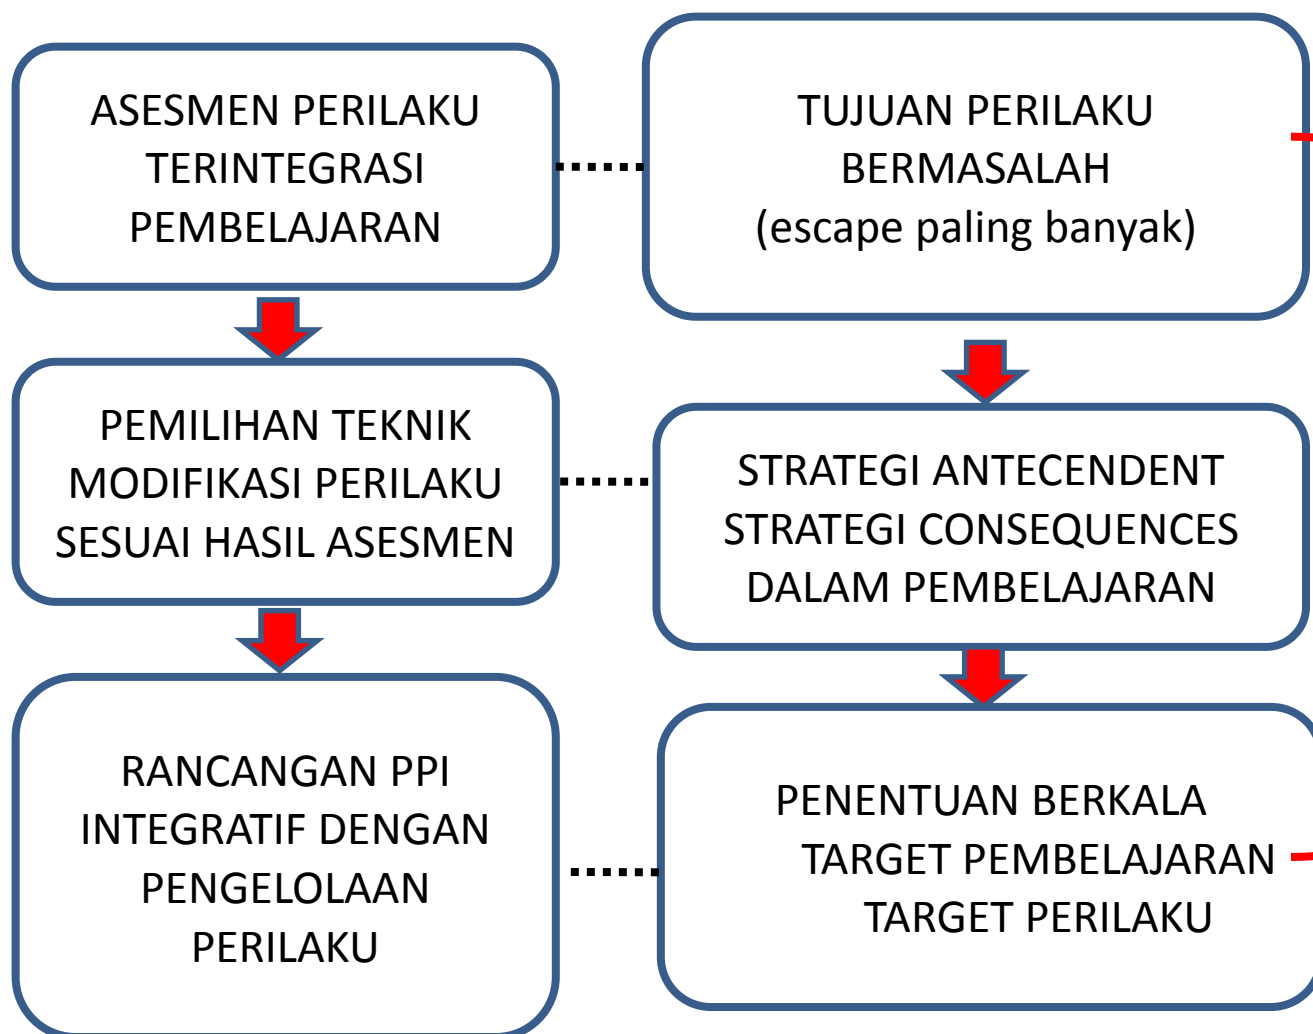 ASESMEN PERILAKU
TERINTEGRASI
PEMBELAJARAN
TUJUAN PERILAKU
BERMASALAH
(escape paling banyak)
PEMILIHAN TEKNIK
MODIFIKASI PERILAKU
SESUAI HASIL ASESMEN
STRATEGI ANTECENDENT
STRATEGI CONSEQUENCES
DALAM PEMBELAJARAN
RANCANGAN PPI
INTEGRATIF DENGAN
PENGELOLAAN
PERILAKU
PENENTUAN BERKALA
TARGET PEMBELAJARAN
TARGET PERILAKU